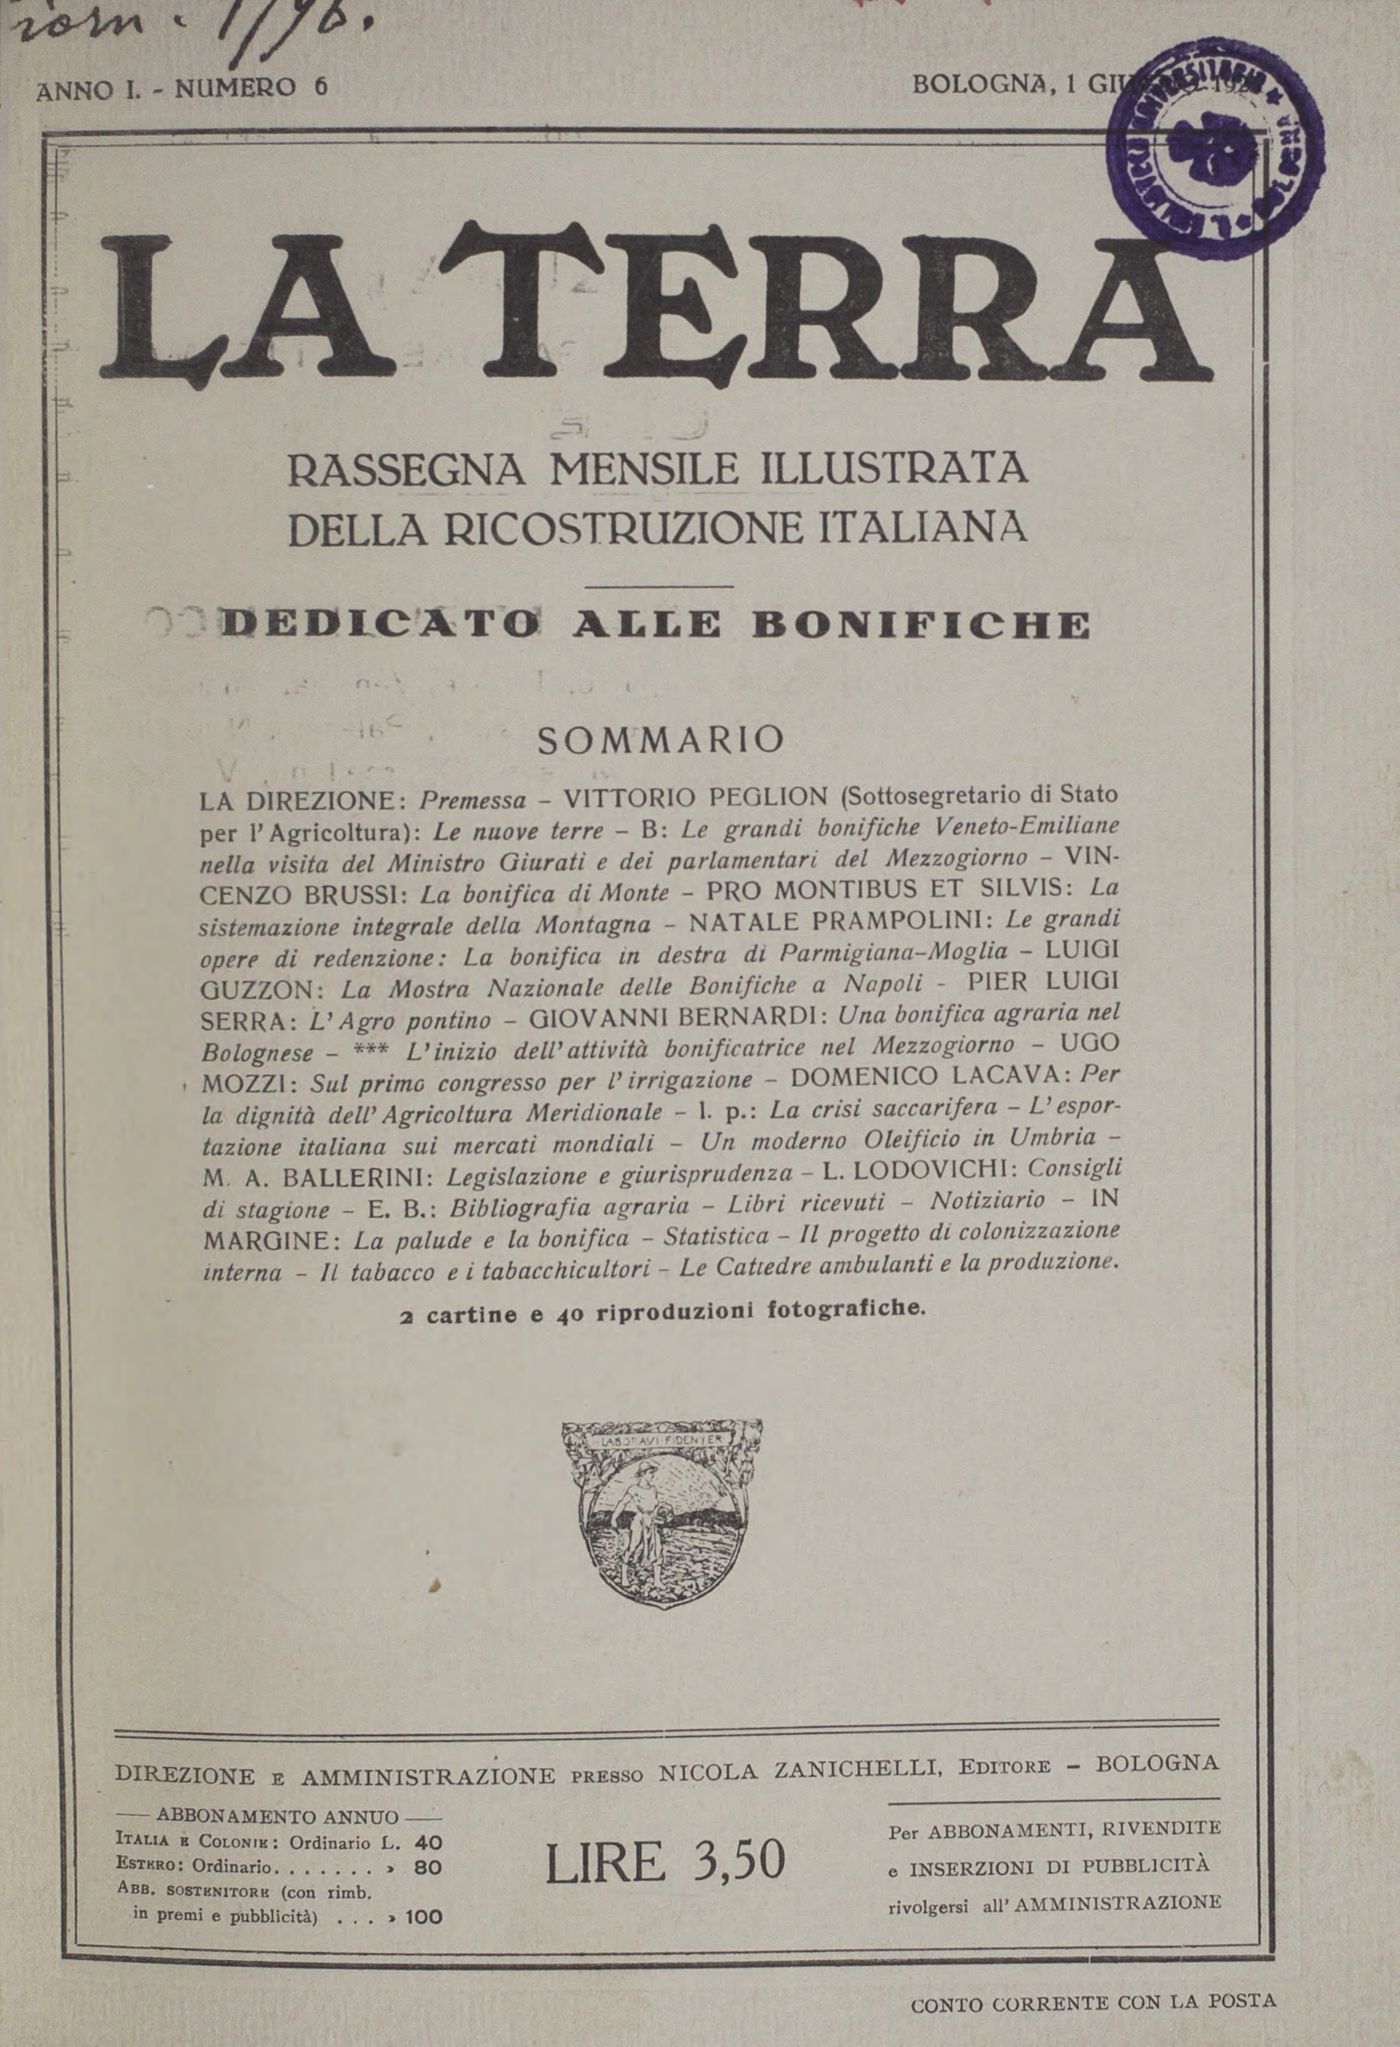 ANNO I. - NUMERO 6
BOLOGNA, 1
LA TERRA
RASSEGNA MENSILE ILLUSTRATA
DELLA RICOSTRUZIONE ITALIANA
DEDICATO ALLE BONIFICHE
SOMMARIO
LA DIREZIONE: Premessa – VITTORIO PEGLION (Sottosegretario di Stato
per l'Agricoltura): Le nuove terre – B: Le grandi bonifiche Veneto-Emiliane
nella visita del Ministro Giurati e dei parlamentari del Mezzogiorno – VIN-
CENZO BRUSSI: La bonifica di Monte – PRO MONTIBUS ET SILVIS: La
sistemazione integrale della Montagna – NATALE PRAMPOLINI: Le grandi
opere di redenzione: La bonifica in destra di Parmigiana-Moglia – LUIGI
GUZZON: La Mostra Nazionale delle Bonifiche a Napoli - PIER LUIGI
SERRA: L'Agro pontino – GIOVANNI BERNARDI: Una bonifica agraria nel
Bolognese – *** L'inizio dell'attività bonificatrice nel Mezzogiorno – UGO
MOZZI: Sul primo congresso per l'irrigazione – DOMENICO LACAVA: Per
la dignità dell'Agricoltura Meridionale – l. p.: La crisi saccarifera – L'espor-
tazione italiana sui mercati mondiali – Un moderno Oleificio in Umbria –
M. A. BALLERINI: Legislazione e giurisprudenza – L. LODOVICHI: Consigli
di stagione – E. B.: Bibliografia agraria – Libri ricevuti – Notiziario – IN
MARGINE: La palude e la bonifica – Statistica – Il progetto di colonizzazione
interna – Il tabacco e i tabacchicultori – Le Cattedre ambulanti e la produzione.
2 cartine e 40 riproduzioni fotografiche.
LABORAVI FIDENTER
DIREZIONE E AMMINISTRAZIONE PRESSO NICOLA ZANICHELLI, EDITORE – BOLOGNA
ABBONAMENTO ANNUO
ITALIA E COLONIE: Ordinario L. 40
ESTERO: Ordinario. . . . . . . » 80
ABB. SOSTENITORE (con rimb.
in premi e pubblicità) . . . » 100
LIRE 3,50
Per ABBONAMENTI, RIVENDITE
e INSERZIONI DI PUBBLICITÀ
rivolgersi all'AMMINISTRAZIONE
CONTO CORRENTE CON LA POSTA